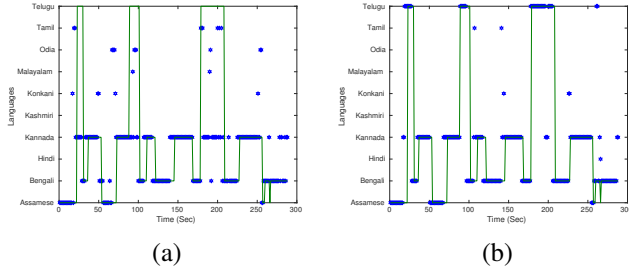 Telugu
Tamil
Odia
Malayalam
Konkani
Kashmiri
Kannada
Hindi
Bengali
Assamese
Languages
0 50 100 150 200 250 300
Time (Sec)
(a)
Telugu
Tamil
Odia
Malayalam
Konkani
Kashmiri
Kannada
Hindi
Bengali
Assamese
Languages
0 50 100 150 200 250 300
Time (Sec)
(b)